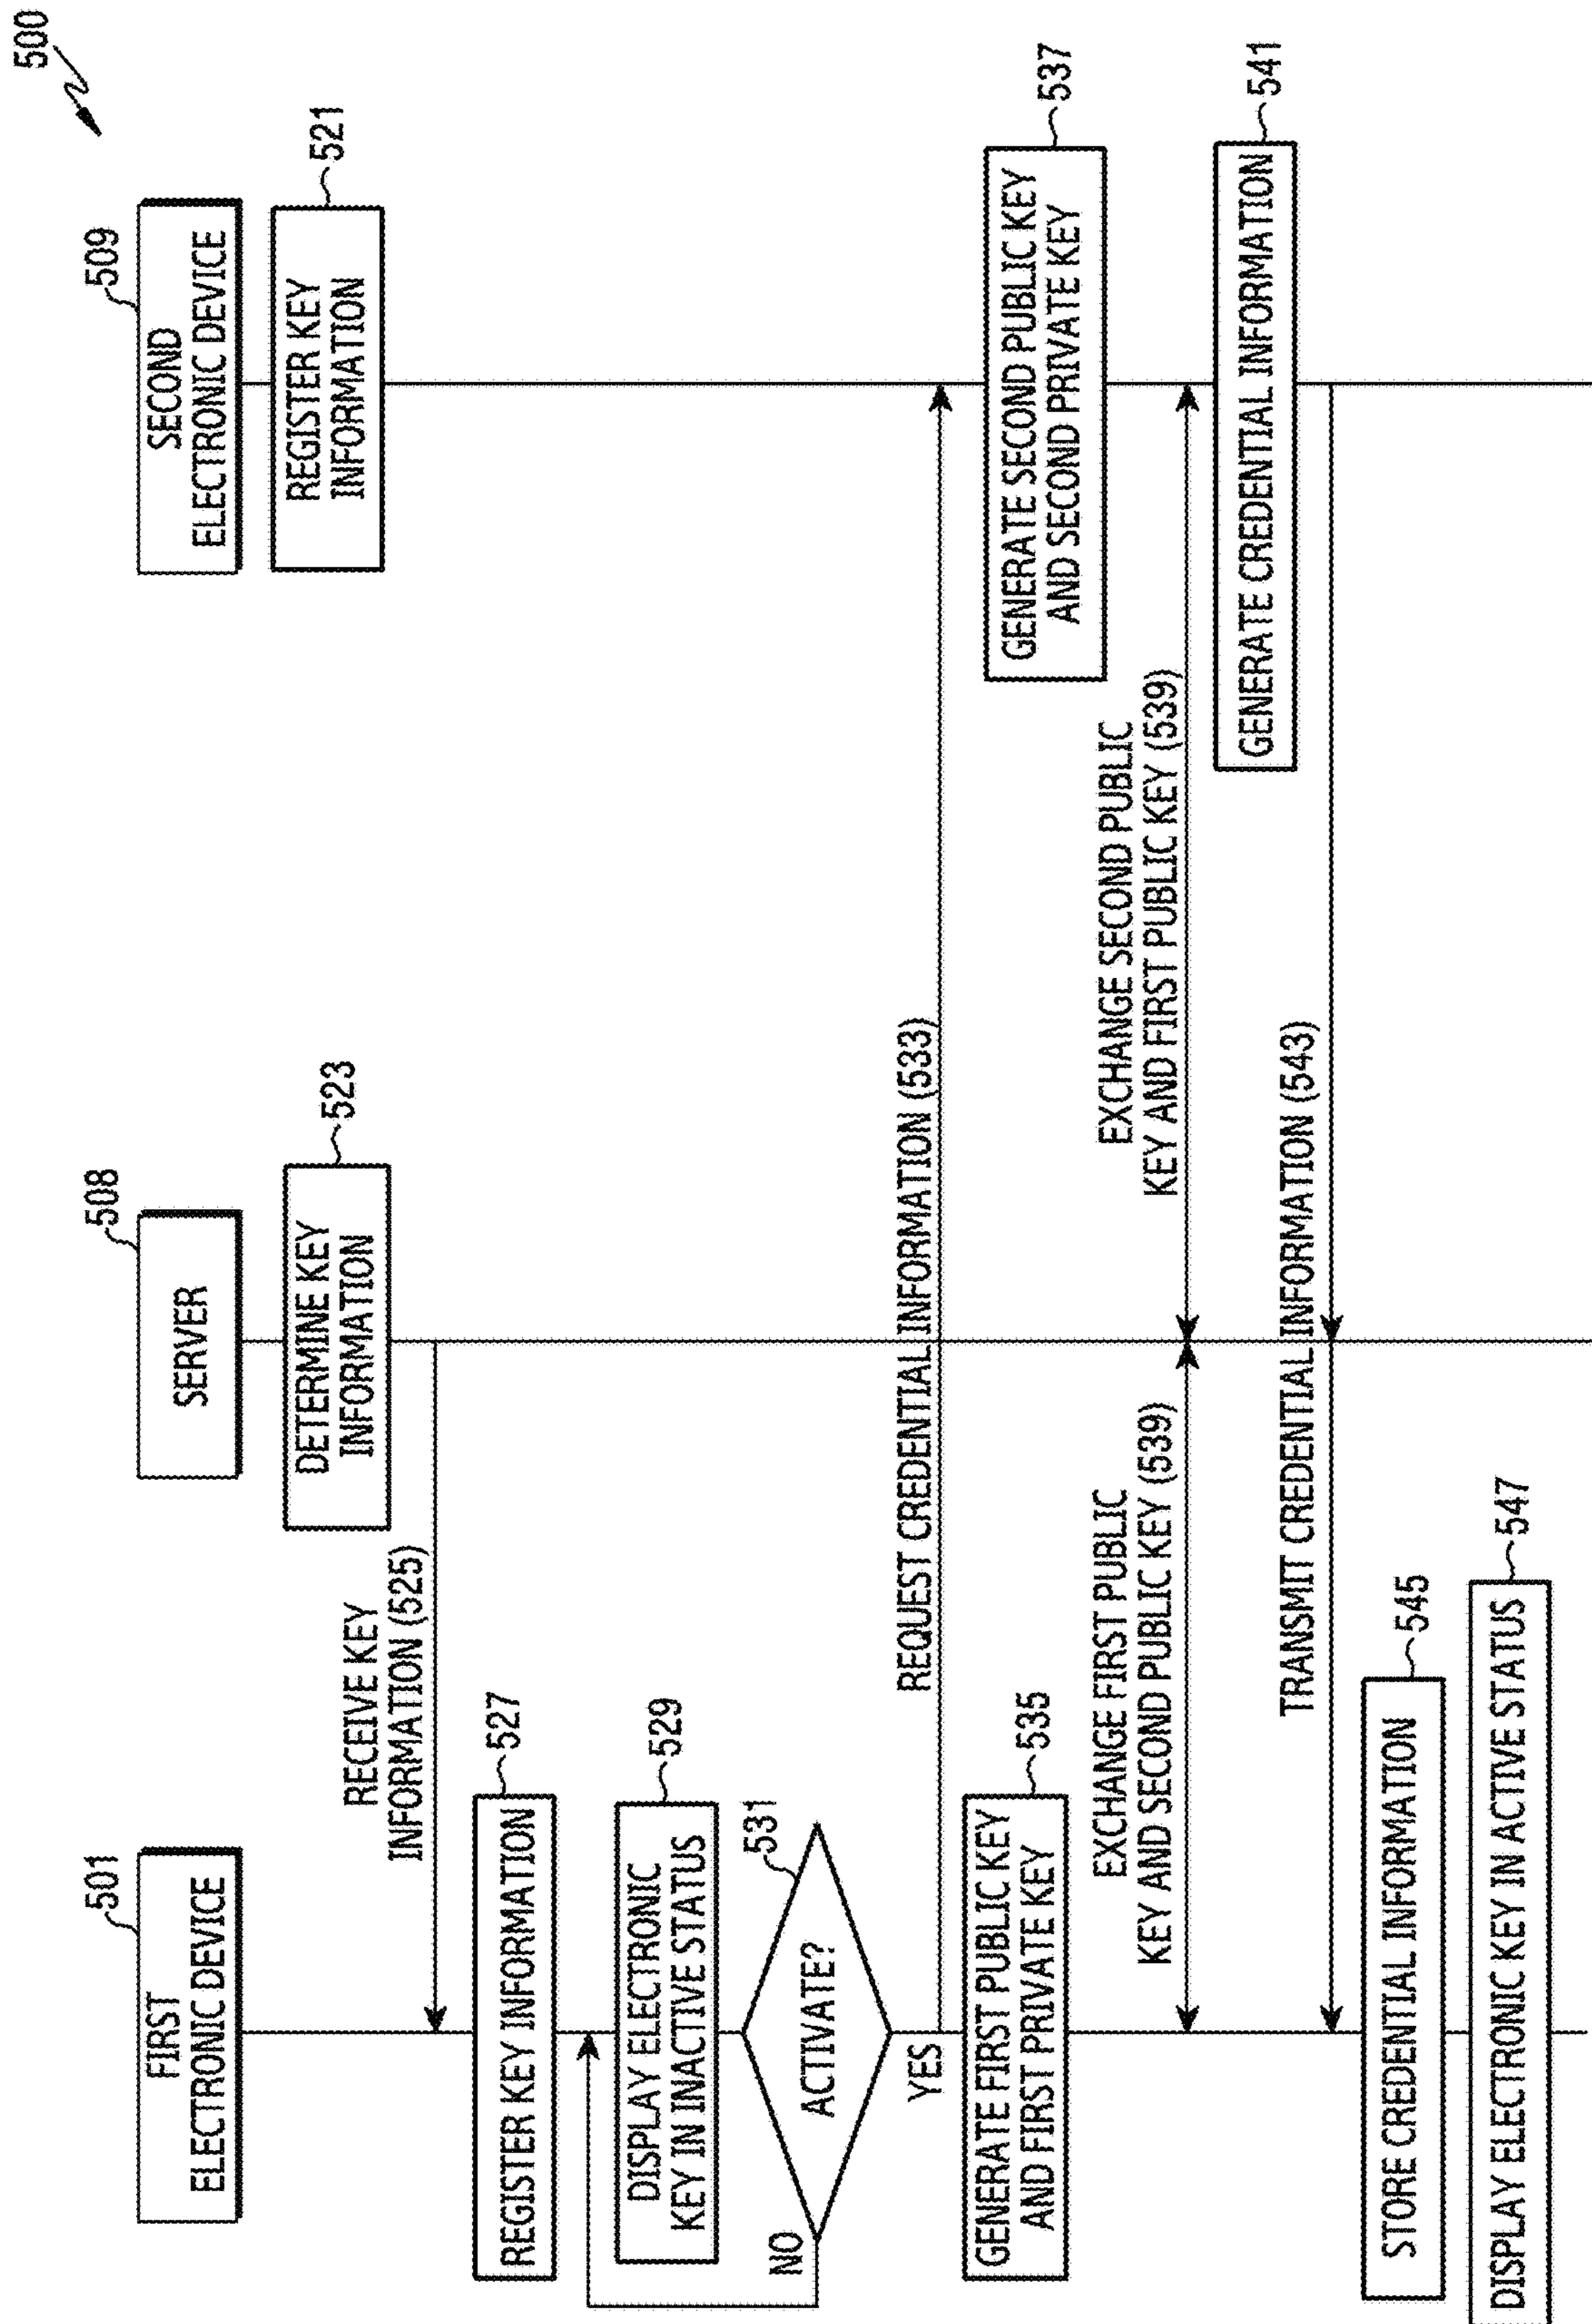 500
501
FIRST
ELECTRONIC DEVICE
508
SERVER
509
SECOND
ELECTRONIC DEVICE
REGISTER KEY
INFORMATION
521
DETERMINE KEY
INFORMATION
523
RECEIVE KEY
INFORMATION (525)
REGISTER KEY INFORMATION
527
DISPLAY ELECTRONIC
KEY IN INACTIVE STATUS
529
ACTIVATE?
531
NO
YES
REQUEST CREDENTIAL INFORMATION (533)
GENERATE FIRST PUBLIC KEY
AND FIRST PRIVATE KEY
535
GENERATE SECOND PUBLIC KEY
AND SECOND PRIVATE KEY
537
EXCHANGE FIRST PUBLIC
KEY AND SECOND PUBLIC KEY (539)
EXCHANGE SECOND PUBLIC
KEY AND FIRST PUBLIC KEY (539)
GENERATE CREDENTIAL INFORMATION
541
TRANSMIT CREDENTIAL INFORMATION (543)
STORE CREDENTIAL INFORMATION
545
DISPLAY ELECTRONIC KEY IN ACTIVE STATUS
547